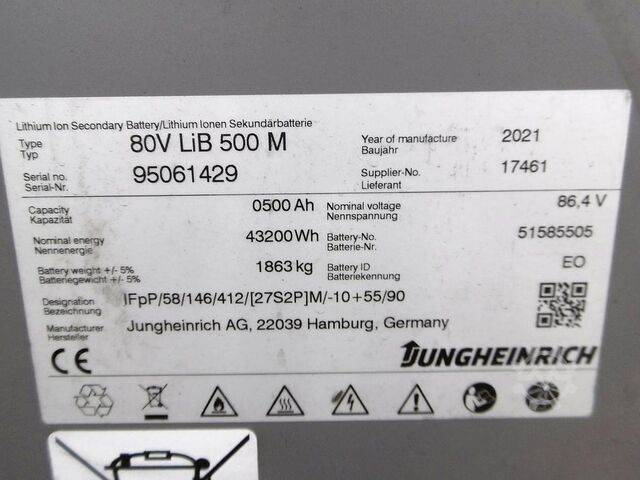 Lithium Ion Secondary Battery/Lithium Ionen Sekundärbatterie
Type
Typ
80V LiB 500 M
Year of manufacture
Baujahr
2021
Serial no.
Serial-Nr.
95061429
Supplier-No.
Lieferant
17461
Capacity
Kapazität
0500 Ah
Nominal voltage
Nennspannung
86,4 V
Nominal energy
Nennenergie
43200 Wh
Battery-No.
Batterie-Nr.
51585505
Battery weight +/- 5%
Batteriegewicht +/- 5%
1863 kg
Battery ID
Batteriekennung
EO
Designation
Bezeichnung
IFpP/58/146/412/[27S2P]M/-10+55/90
Manufacturer
Hersteller
Jungheinrich AG, 22039 Hamburg, Germany
CE
JUNGHEINRICH